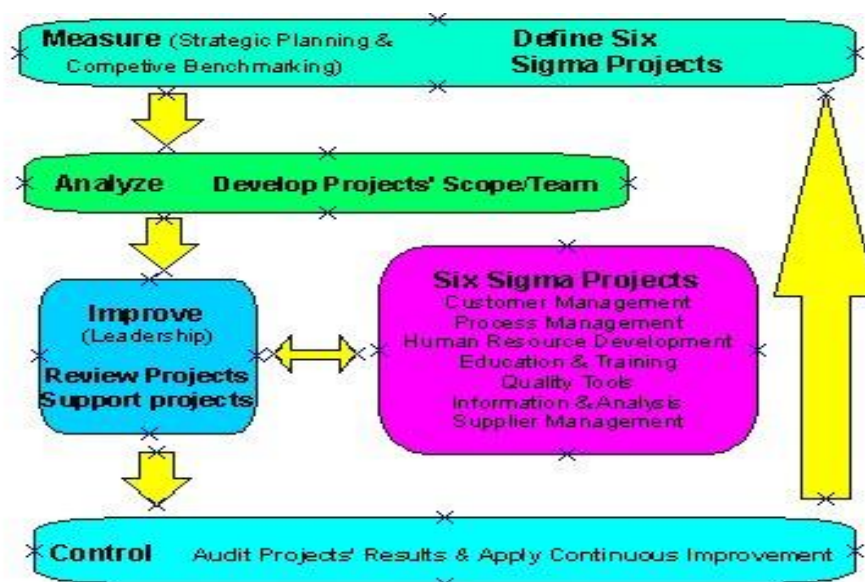 Measure (Strategic Planning &
Competive Benchmarking)
Define Six
Sigma Projects
Analyze Develop Projects' Scope/Team
Improve
(Leadership)
Review Projects
Support projects
Six Sigma Projects
Customer Management
Process Management
Human Resource Development
Education & Training
Quality Tools
Information & Analysis
Supplier Management
Control Audit Projects' Results & Apply Continuous Improvement